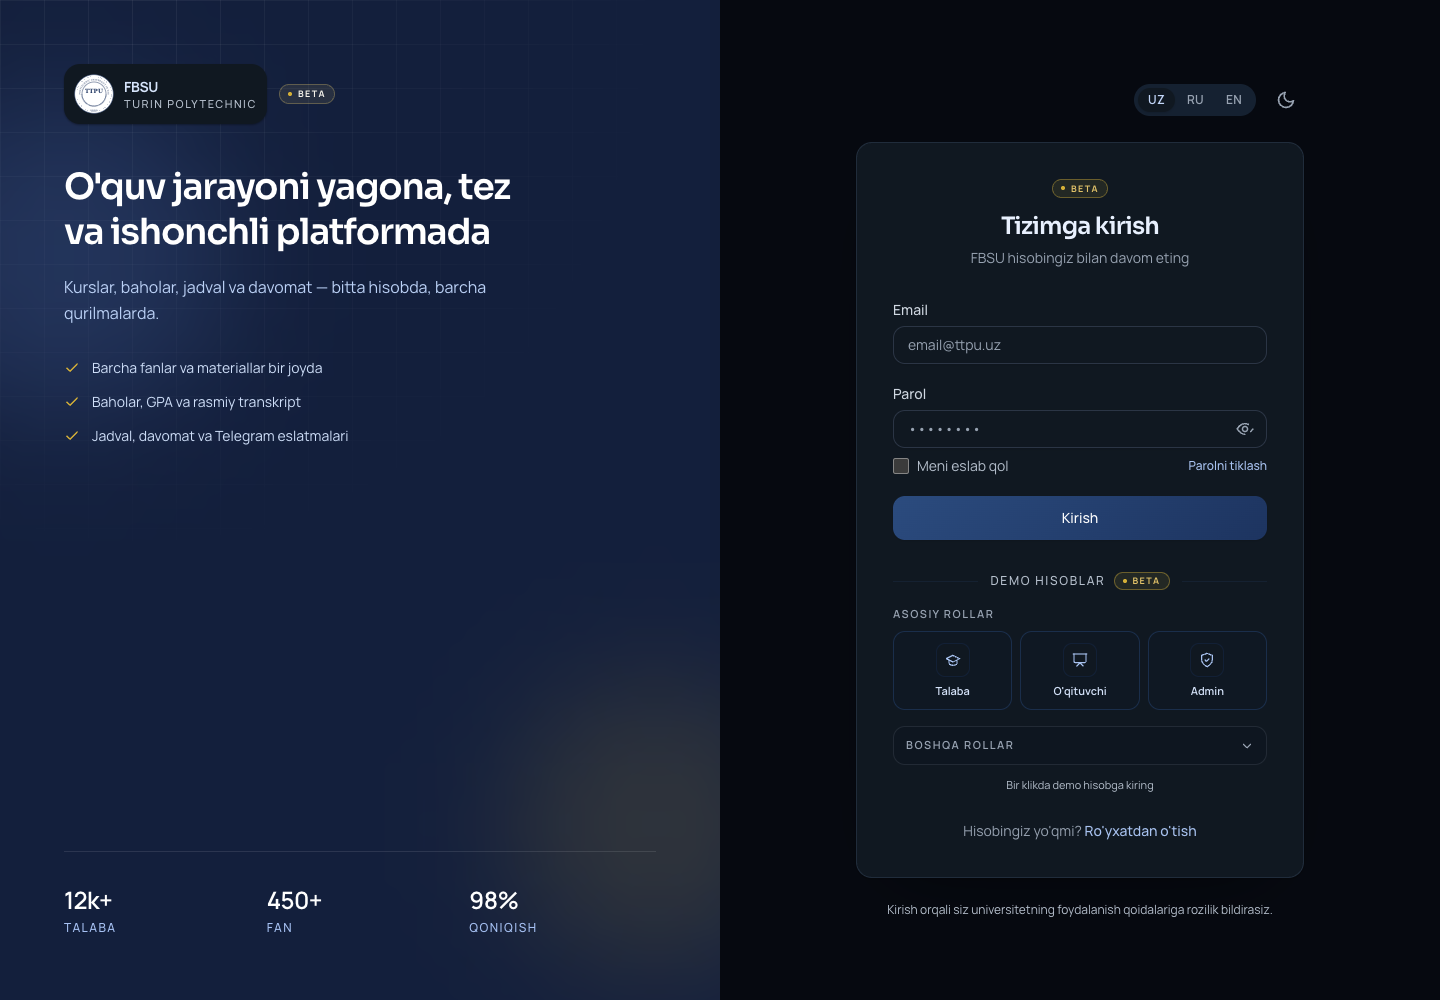 TTPU
FBSU
TURIN POLYTECHNIC
BETA
O'quv jarayoni yagona, tez
va ishonchli platformada
Kurslar, baholar, jadval va davomat — bitta hisobda, barcha
qurilmalarda.
Barcha fanlar va materiallar bir joyda
Baholar, GPA va rasmiy transkript
Jadval, davomat va Telegram eslatmalari
12k+
TALABA
450+
FAN
98%
QONIQISH
UZ RU EN
BETA
Tizimga kirish
FBSU hisobingiz bilan davom eting
Email
email@ttpu.uz
Parol
••••••••
Meni eslab qol
Parolni tiklash
Kirish
DEMO HISOBLAR BETA
ASOSIY ROLLAR
Talaba
O'qituvchi
Admin
BOSHQA ROLLAR
Bir klikda demo hisobga kiring
Hisobingiz yo'qmi? Ro'yxatdan o'tish
Kirish orqali siz universitetning foydalanish qoidalariga rozilik bildirasiz.